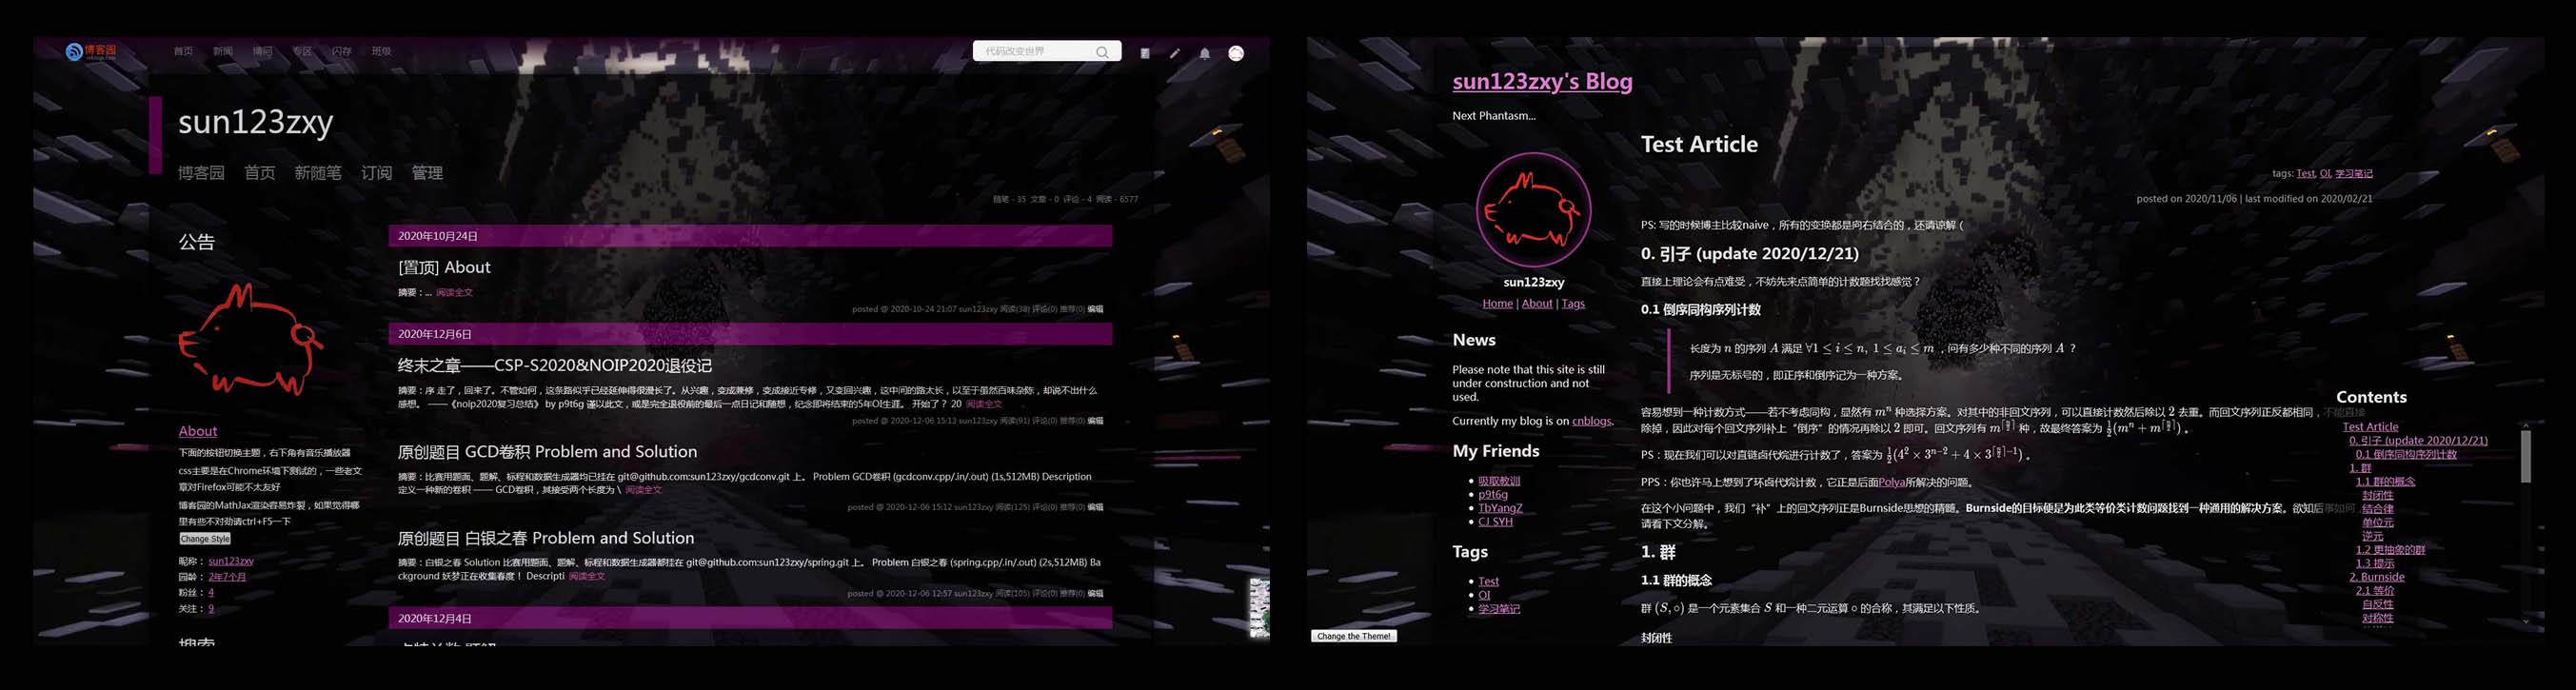 博客园
首页 新闻 博问 专区 闪存 班级
代码改变世界
sun123zxy
博客园 首页 新随笔 订阅 管理
随笔 - 35 文章 - 0 评论 - 4 阅读 - 6577
公告
About
下面的按钮切换主题，右下角有音乐播放器
css主要是在Chrome环境下测试的，一些老文
章对Firefox可能不太友好
博客园的MathJax渲染容易炸裂，如果觉得哪
里有些不对劲请ctrl+F5一下
Change Style
昵称： sun123zxy
园龄： 2年7个月
粉丝： 4
关注： 9
搜索
2020年10月24日
[置顶] About
摘要：... 阅读全文
posted @ 2020-10-24 21:07 sun123zxy 阅读(38) 评论(0) 推荐(0) 编辑
2020年12月6日
终末之章——CSP-S2020&NOIP2020退役记
摘要：序 走了，回来了。不管如何，这条路似乎已经延伸得很漫长了。从兴趣，变成兼修，变成接近专修，又变回兴趣，这中间的路太长，以至于虽然百味杂陈，却说不出什么
感想。 ——《noip2020复习总结》 by p9t6g 谨以此文，或是完全退役前的最后一点日记和随想，纪念即将结束的5年OI生涯。 开始了？ 20 阅读全文
posted @ 2020-12-06 15:13 sun123zxy 阅读(91) 评论(0) 推荐(0) 编辑
原创题目 GCD卷积 Problem and Solution
摘要：比赛用题面、题解、标程和数据生成器均已挂在 git@github.com:sun123zxy/gcdconv.git 上。 Problem GCD卷积 (gcdconv.cpp/.in/.out) (1s,512MB) Description
定义一种新的卷积 —— GCD卷积，其接受两个长度为 \ 阅读全文
posted @ 2020-12-06 15:12 sun123zxy 阅读(125) 评论(0) 推荐(0) 编辑
原创题目 白银之春 Problem and Solution
摘要：白银之春 Solution 比赛用题面、题解、标程和数据生成器都挂在 git@github.com:sun123zxy/spring.git 上。 Problem 白银之春 (spring.cpp/.in/.out) (2s,512MB) Ba
ckground 妖梦正在收集春度！ Descripti 阅读全文
posted @ 2020-12-06 12:57 sun123zxy 阅读(105) 评论(0) 推荐(0) 编辑
2020年12月4日
sun123zxy's Blog
Next Phantasm...
sun123zxy
Home | About | Tags
News
Please note that this site is still
under construction and not
used.
Currently my blog is on cnblogs.
My Friends
吸取教训
p9t6g
TbYangZ
CJ SYH
Tags
Test
OI
学习笔记
Change the Theme!
Test Article
tags: Test, OI, 学习笔记
posted on 2020/11/06 | last modified on 2020/02/21
PS: 写的时候博主比较naive，所有的变换都是向右结合的，还请谅解 (
0. 引子 (update 2020/12/21)
直接上理论会有点难受，不妨先来点简单的计数题找找感觉？
0.1 倒序同构序列计数
长度为 n 的序列 A 满足 ∀1 ≤ i ≤ n, 1 ≤ a_i ≤ m ，问有多少种不同的序列 A ？
序列是无标号的，即正序和倒序记为一种方案。
容易想到一种计数方式——若不考虑同构，显然有 m^n 种选择方案。对其中的非回文序列，可以直接计数然后除以 2 去重。而回文序列正反都相同，不能直接
除掉，因此对每个回文序列补上“倒序”的情况再除以 2 即可。回文序列有 m^⌈n/2⌉ 种，故最终答案为 1/2(m^n + m^⌈n/2⌉) 。
PS：现在我们可以对直链卤代烷进行计数了，答案为 1/2(4^2 × 3^{n-2} + 4 × 3^{⌈n/2⌉-1}) 。
PPS：你也许马上想到了环卤代烷计数，它正是后面Polya所解决的问题。
在这个小问题中，我们“补”上的回文序列正是Burnside思想的精髓。Burnside的目标便是为此类等价类计数问题找到一种通用的解决方案。欲知后事如何，
请看下文分解。
1. 群
1.1 群的概念
群 (S,∘) 是一个元素集合 S 和一种二元运算 ∘ 的合称，其满足以下性质。
封闭性
Contents
Test Article
0. 引子 (update 2020/12/21)
0.1 倒序同构序列计数
1. 群
1.1 群的概念
封闭性
结合律
单位元
逆元
1.2 更抽象的群
1.3 提示
2. Burnside
2.1 等价
自反性
对称性